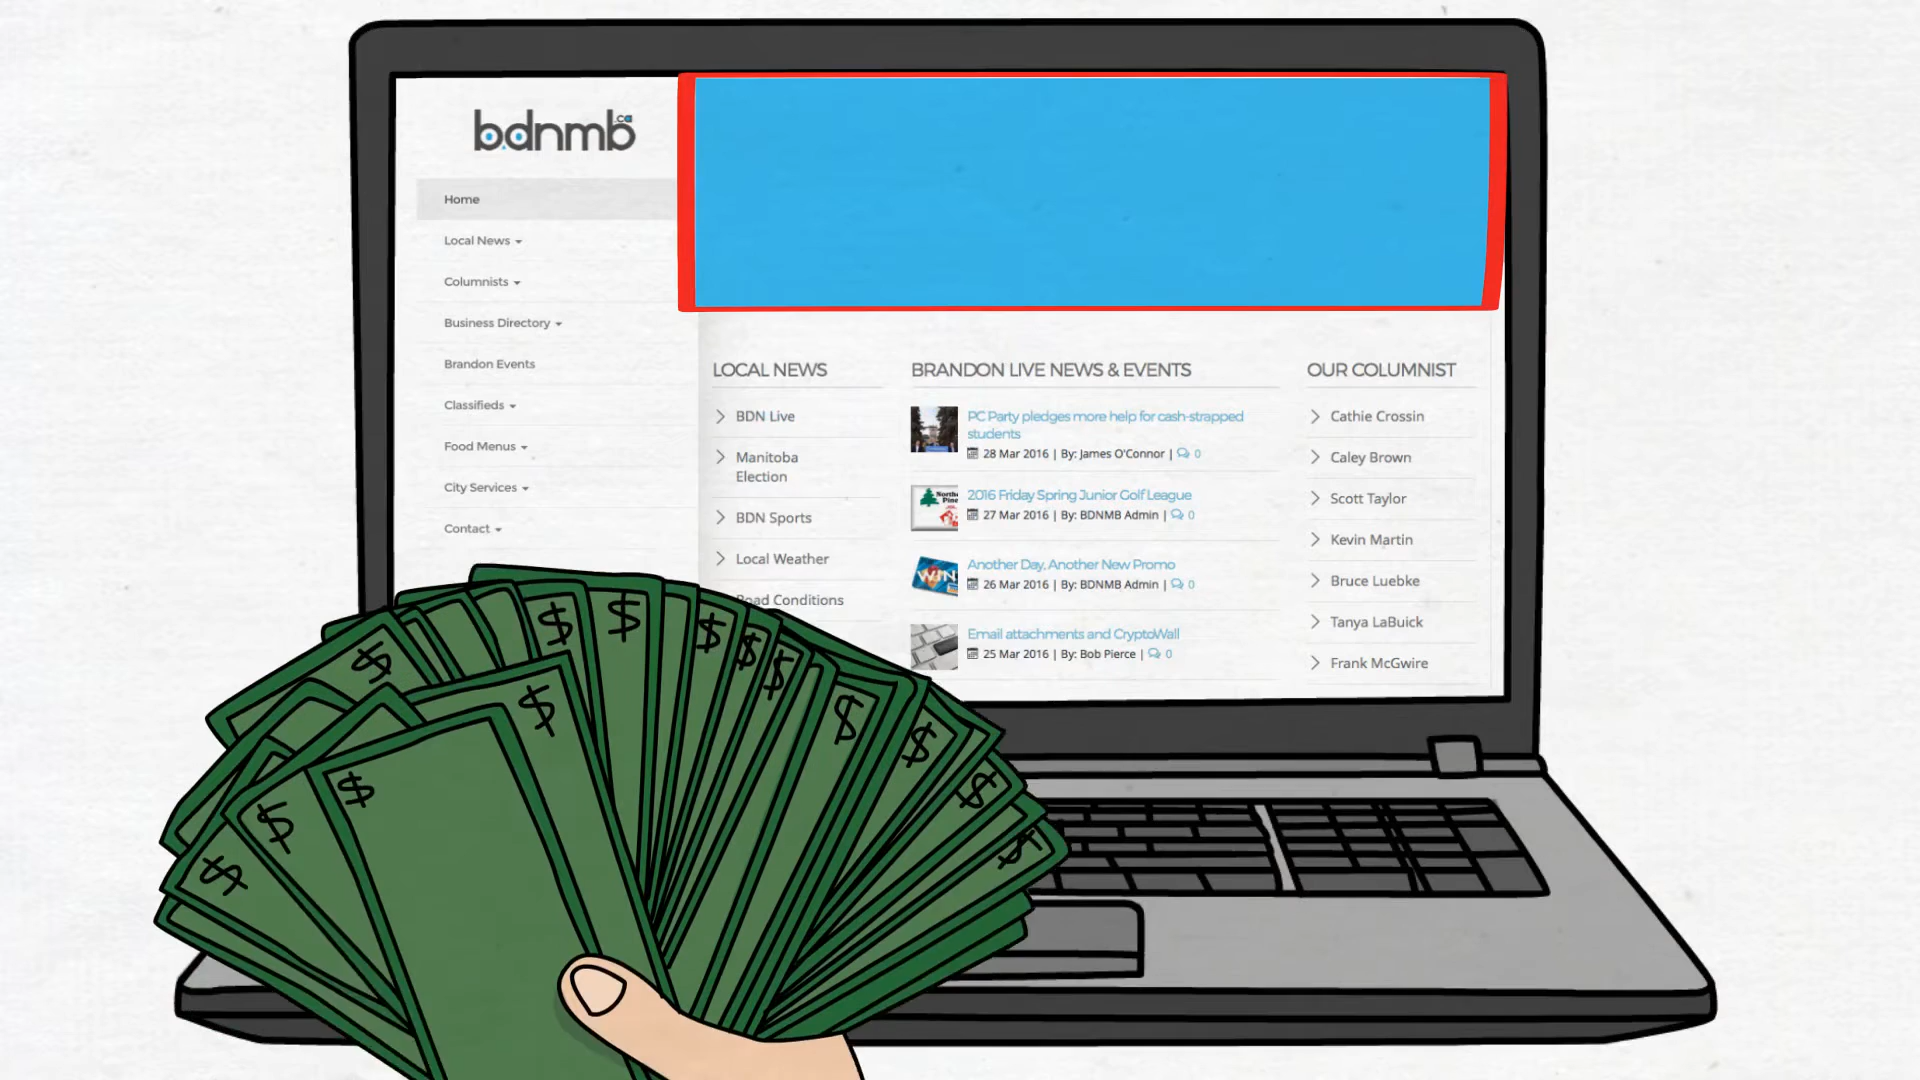 bdnmb.ca
Home
Local News
Columnists
Business Directory
Brandon Events
Classifieds
Food Menus
City Services
Contact
LOCAL NEWS
BDN Live
Manitoba
Election
BDN Sports
Local Weather
Road Conditions
BRANDON LIVE NEWS & EVENTS
PC Party pledges more help for cash-strapped
students
28 Mar 2016 | By: James O'Connor | 0
2016 Friday Spring Junior Golf League
27 Mar 2016 | By: BDNMB Admin | 0
Another Day, Another New Promo
WIN
26 Mar 2016 | By: BDNMB Admin | 0
Email attachments and CryptoWall
25 Mar 2016 | By: Bob Pierce | 0
OUR COLUMNIST
Cathie Crossin
Caley Brown
Scott Taylor
Kevin Martin
Bruce Luebke
Tanya LaBuick
Frank McGwire
$ $ $ $ $ $ $ $ $ $ $ $ $ $